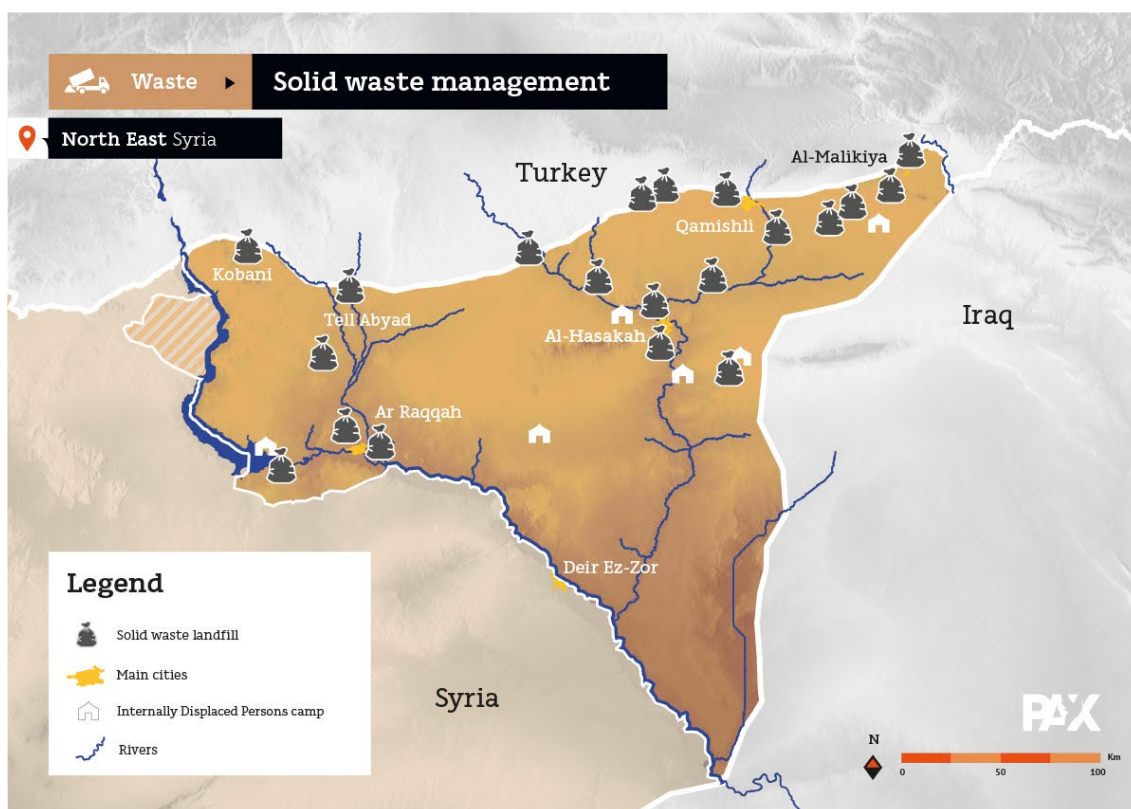 Waste
Solid waste management
North East Syria
Turkey
Al-Malikiya
Qamishli
Kobani
Iraq
Tell Abyad
Al-Hasakah
Ar Raqqah
Deir Ez-Zor
Syria
Legend
Solid waste landfill
Main cities
Internally Displaced Persons camp
Rivers
PAX
N
Km
0 50 100